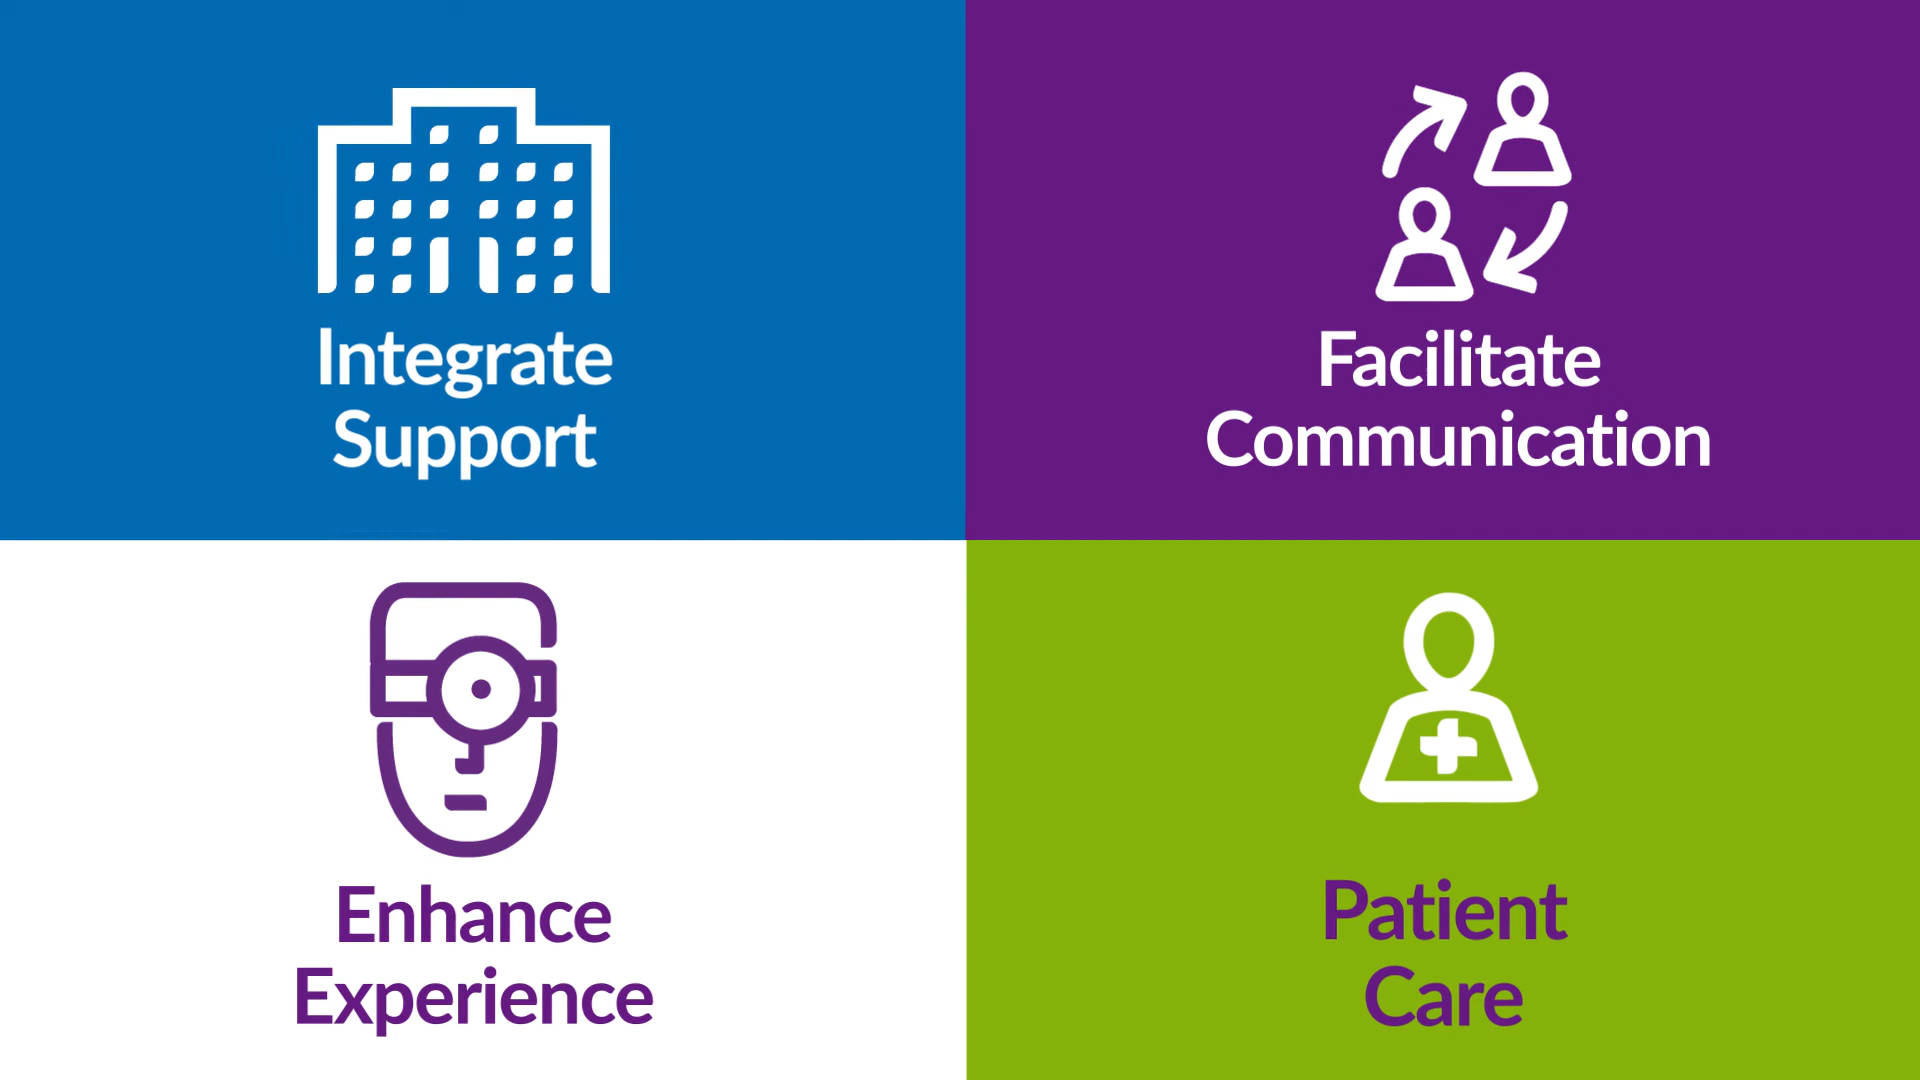 Integrate
Support
Facilitate
Communication
Enhance
Experience
Patient
Care